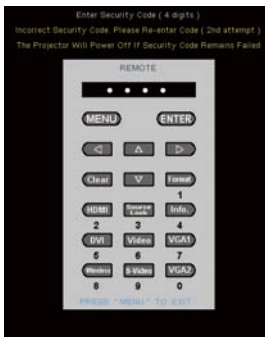 Enter Security Code ( 4 digits )
Incorrect Security Code. Please Re-enter Code ( 2nd attempt )
The Projector Will Power Off If Security Code Remains Failed
REMOTE
MENU ENTER
Clear Format
1
HDMI Source Lock Info.
2 3 4
DVI Video VGA1
5 6 7
Wireless S-Video VGA2
8 9 0
PRESS "MENU" TO EXIT